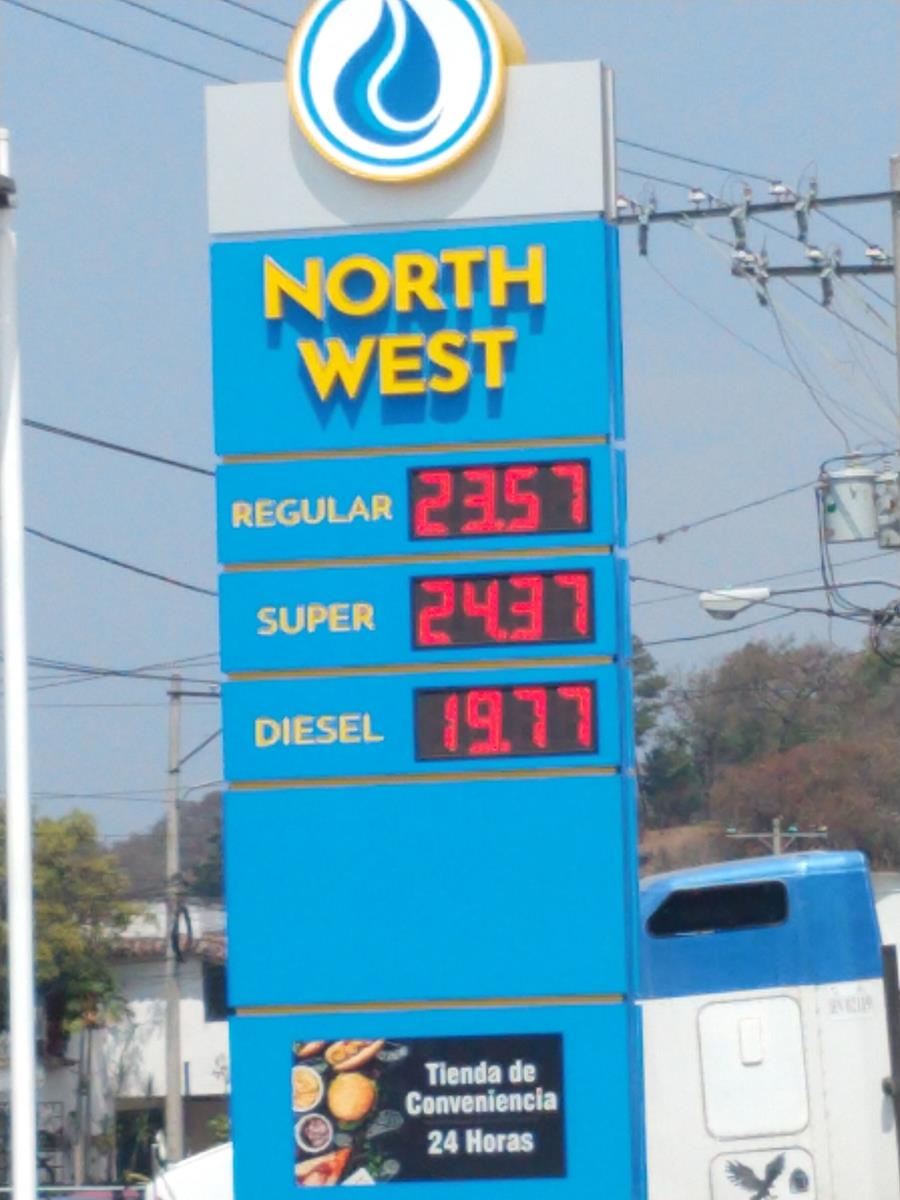 NORTH
WEST
REGULAR 23.57
SUPER 24.37
DIESEL 19.77
Tienda de
Conveniencia
24 Horas